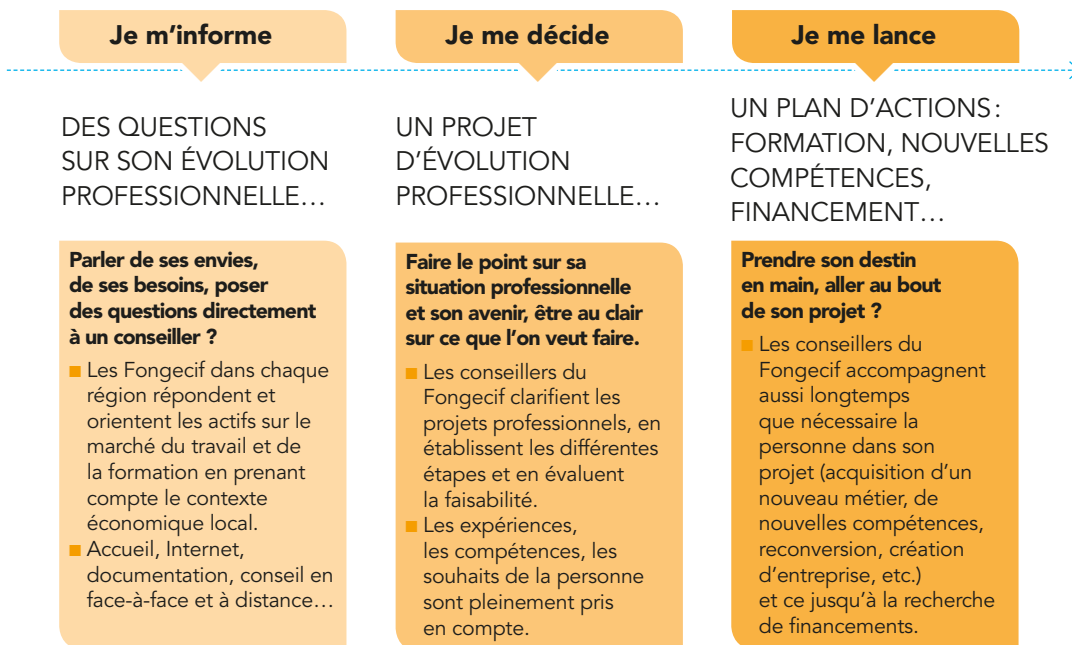 Je m’informe
DES QUESTIONS
SUR SON ÉVOLUTION
PROFESSIONNELLE…
Parler de ses envies,
de ses besoins, poser
des questions directement
à un conseiller ?
■ Les Fongecif dans chaque
région répondent et
orientent les actifs sur le
marché du travail et de
la formation en prenant
compte le contexte
économique local.
■ Accueil, Internet,
documentation, conseil en
face-à-face et à distance…
Je me décide
UN PROJET
D’ÉVOLUTION
PROFESSIONNELLE…
Faire le point sur sa
situation professionnelle
et son avenir, être au clair
sur ce que l’on veut faire.
■ Les conseillers du
Fongecif clarifient les
projets professionnels, en
établissent les différentes
étapes et en évaluent
la faisabilité.
■ Les expériences,
les compétences, les
souhaits de la personne
sont pleinement pris
en compte.
Je me lance
UN PLAN D’ACTIONS :
FORMATION, NOUVELLES
COMPÉTENCES,
FINANCEMENT…
Prendre son destin
en main, aller au bout
de son projet ?
■ Les conseillers du
Fongecif accompagnent
aussi longtemps
que nécessaire la
personne dans son
projet (acquisition d’un
nouveau métier, de
nouvelles compétences,
reconversion, création
d’entreprise, etc.)
et ce jusqu’à la recherche
de financements.